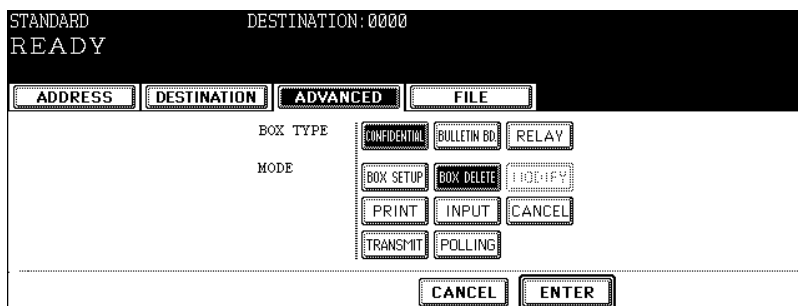 STANDARD DESTINATION:0000
READY
ADDRESS DESTINATION ADVANCED FILE
BOX TYPE CONFIDENTIAL BULLETIN BD. RELAY
MODE BOX SETUP BOX DELETE MODIFY
PRINT INPUT CANCEL
TRANSMIT POLLING
CANCEL ENTER